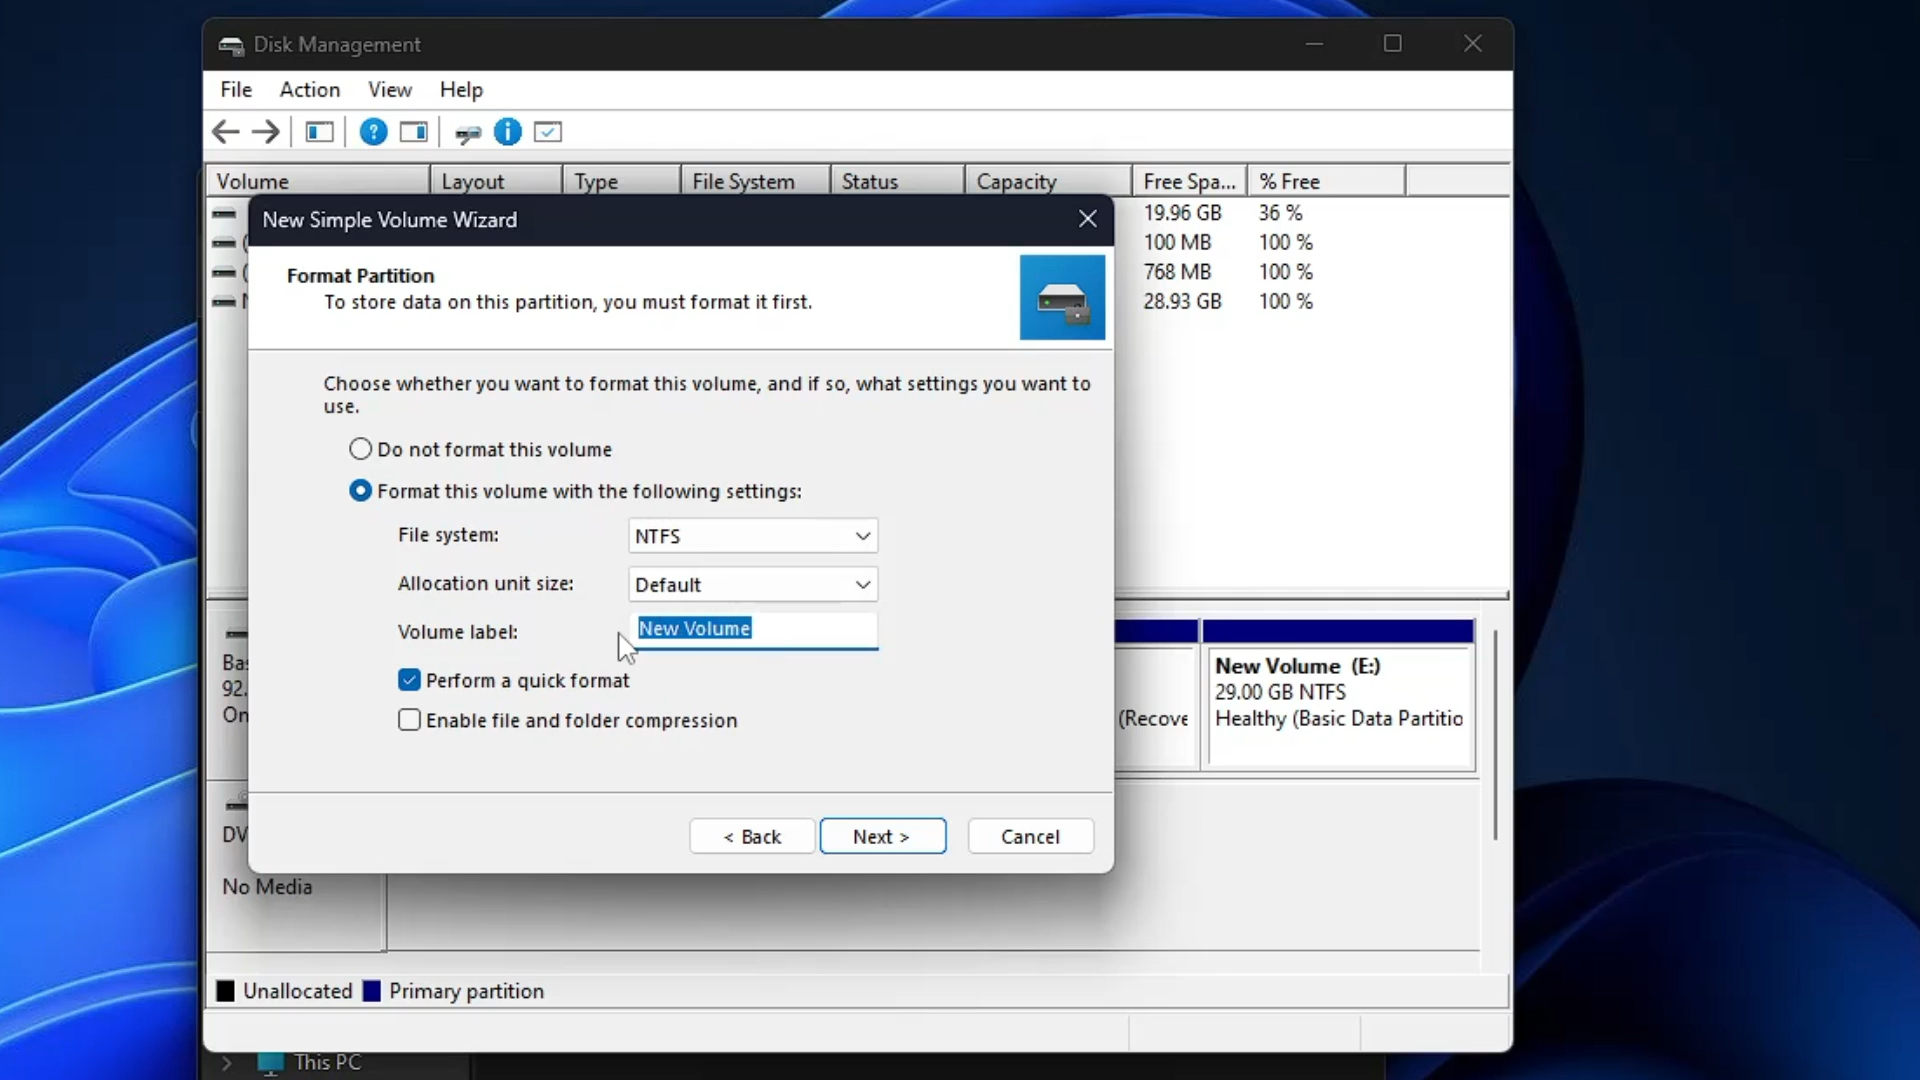 Disk Management
File Action View Help
Volume Layout Type File System Status Capacity Free Spa... % Free
19.96 GB 36 %
100 MB 100 %
768 MB 100 %
28.93 GB 100 %
New Simple Volume Wizard
Format Partition
To store data on this partition, you must format it first.
Choose whether you want to format this volume, and if so, what settings you want to
use.
Do not format this volume
Format this volume with the following settings:
File system: NTFS
Allocation unit size: Default
Volume label: New Volume
Perform a quick format
Enable file and folder compression
< Back Next > Cancel
Bas
92.
On
(Recove
New Volume (E:)
29.00 GB NTFS
Healthy (Basic Data Partitio
DV
No Media
Unallocated Primary partition
This PC